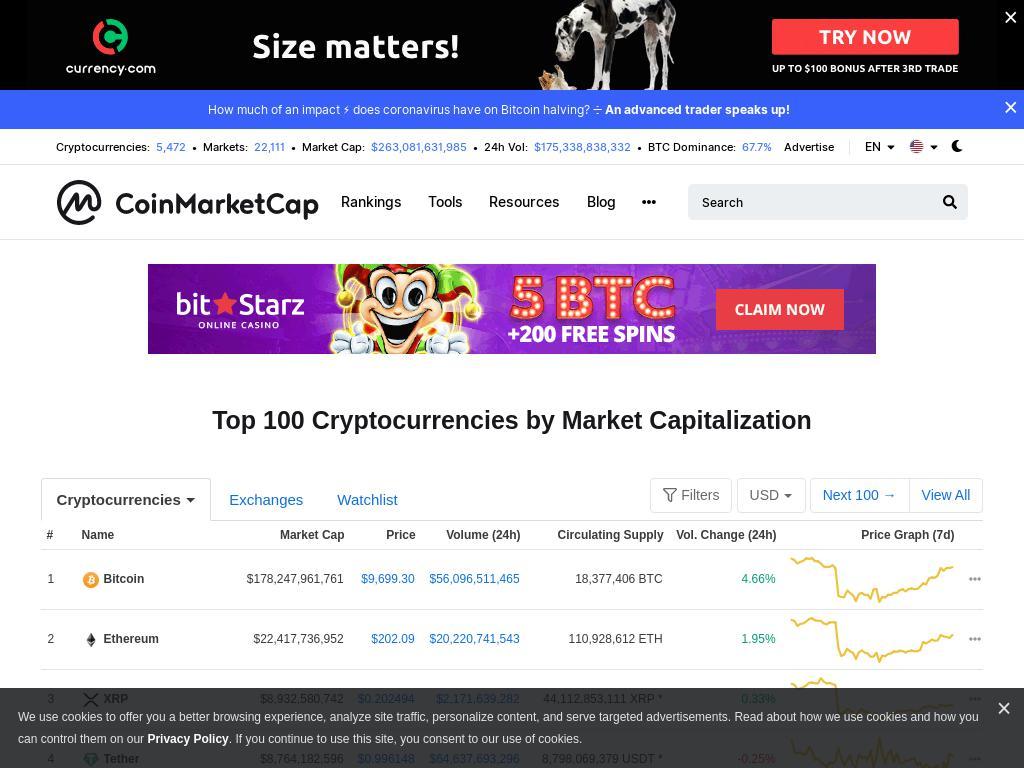 currency.com
Size matters!
TRY NOW
UP TO $100 BONUS AFTER 3RD TRADE
How much of an impact ⚡ does coronavirus have on Bitcoin halving? ➗ An advanced trader speaks up!
Cryptocurrencies: 5,472 • Markets: 22,111 • Market Cap: $263,081,631,985 • 24h Vol: $175,338,838,332 • BTC Dominance: 67.7% Advertise EN
CoinMarketCap Rankings Tools Resources Blog ••• Search
bitStarz
ONLINE CASINO
5 BTC
+200 FREE SPINS
CLAIM NOW
Top 100 Cryptocurrencies by Market Capitalization
Cryptocurrencies Exchanges Watchlist Filters USD Next 100 → View All
# Name Market Cap Price Volume (24h) Circulating Supply Vol. Change (24h) Price Graph (7d)
1 Bitcoin $178,247,961,761 $9,699.30 $56,096,511,465 18,377,406 BTC 4.66%
2 Ethereum $22,417,736,952 $202.09 $20,220,741,543 110,928,612 ETH 1.95%
3 XRP $8,932,580,742 $0.202494 $2,171,639,282 44,112,853,111 XRP * 0.33%
We use cookies to offer you a better browsing experience, analyze site traffic, personalize content, and serve targeted advertisements. Read about how we use cookies and how you
can control them on our Privacy Policy. If you continue to use this site, you consent to our use of cookies.
4 Tether $8,764,182,596 $0.996148 $64,637,693,296 8,798,069,379 USDT * -0.25%